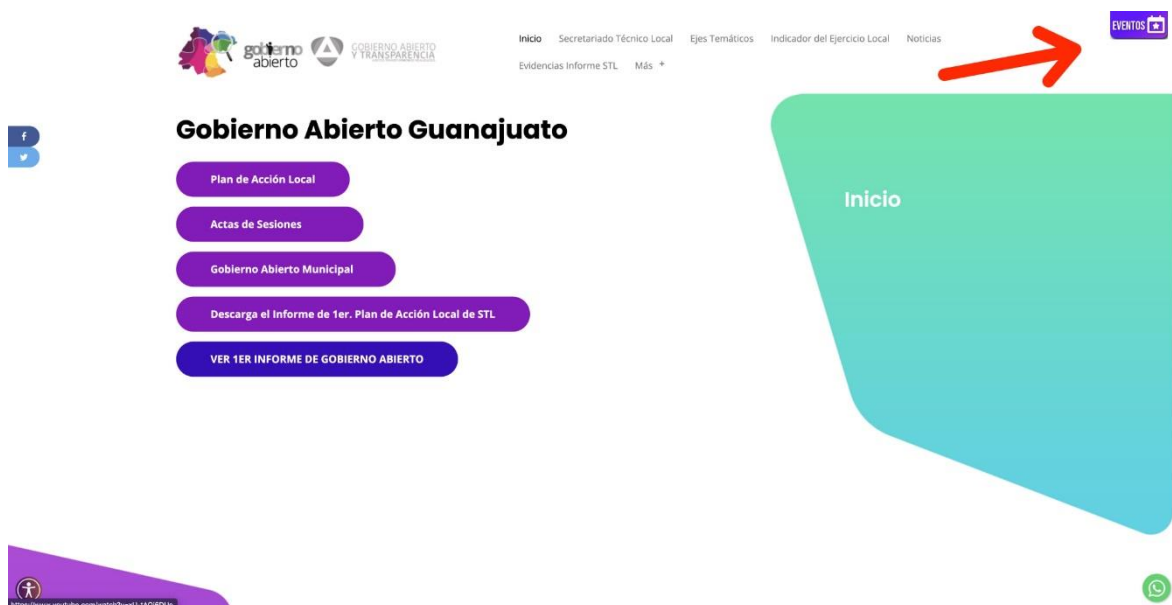 gobierno
abierto
GOBIERNO ABIERTO
Y TRANSPARENCIA
Inicio Secretariado Técnico Local Ejes Temáticos Indicador del Ejercicio Local Noticias
Evidencias Informe STL Más +
EVENTOS
f
Gobierno Abierto Guanajuato
Plan de Acción Local
Actas de Sesiones
Gobierno Abierto Municipal
Descarga el Informe de 1er. Plan de Acción Local de STL
VER 1ER INFORME DE GOBIERNO ABIERTO
Inicio